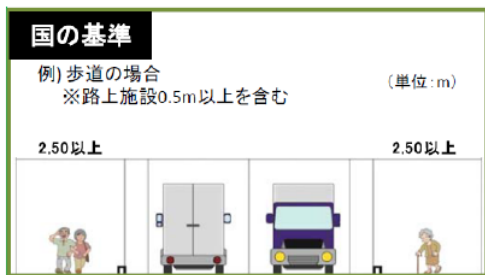 国の基準
例) 歩道の場合
(単位:m)
※路上施設0.5m以上を含む
2.50以上
2.50以上